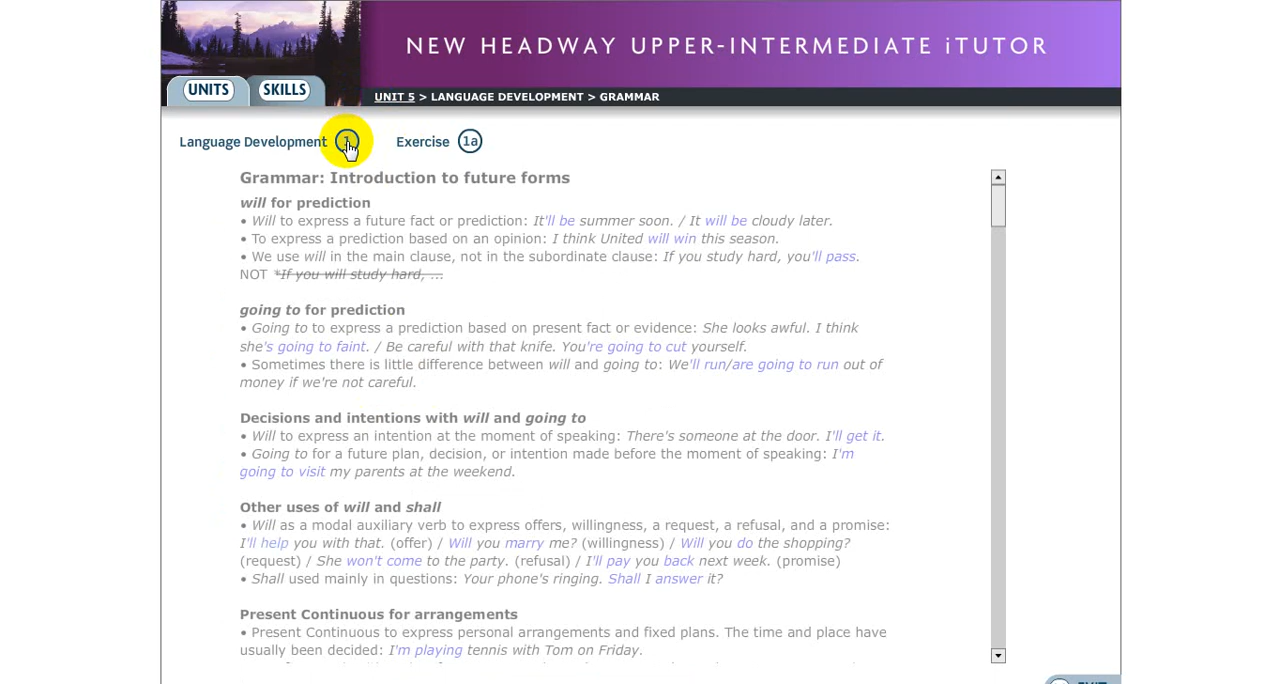 NEW HEADWAY UPPER-INTERMEDIATE iTUTOR
UNITS SKILLS
UNIT 5 > LANGUAGE DEVELOPMENT > GRAMMAR
Language Development 1 Exercise 1a
Grammar: Introduction to future forms
will for prediction
• Will to express a future fact or prediction: It'll be summer soon. / It will be cloudy later.
• To express a prediction based on an opinion: I think United will win this season.
• We use will in the main clause, not in the subordinate clause: If you study hard, you'll pass.
NOT *If you will study hard, ...
going to for prediction
• Going to to express a prediction based on present fact or evidence: She looks awful. I think
she's going to faint. / Be careful with that knife. You're going to cut yourself.
• Sometimes there is little difference between will and going to: We'll run/are going to run out of
money if we're not careful.
Decisions and intentions with will and going to
• Will to express an intention at the moment of speaking: There's someone at the door. I'll get it.
• Going to for a future plan, decision, or intention made before the moment of speaking: I'm
going to visit my parents at the weekend.
Other uses of will and shall
• Will as a modal auxiliary verb to express offers, willingness, a request, a refusal, and a promise:
I'll help you with that. (offer) / Will you marry me? (willingness) / Will you do the shopping?
(request) / She won't come to the party. (refusal) / I'll pay you back next week. (promise)
• Shall used mainly in questions: Your phone's ringing. Shall I answer it?
Present Continuous for arrangements
• Present Continuous to express personal arrangements and fixed plans. The time and place have
usually been decided: I'm playing tennis with Tom on Friday.